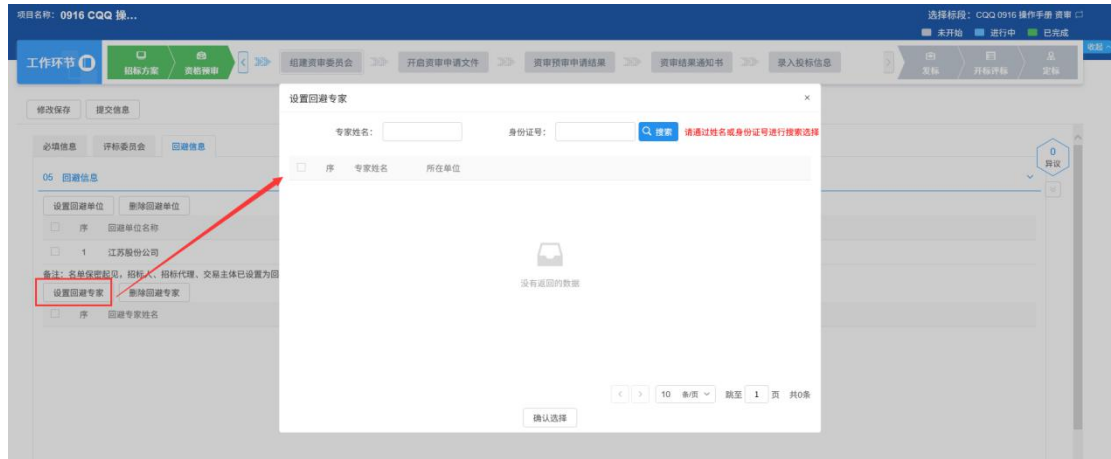 项目名称: 0916 CQQ 操...
选择标段: CQQ 0916 操作手册 资审
未开始 进行中 已完成
收起
工作环节 招标方案 资格预审 组建资审委员会 开启资审申请文件 资审预审申请结果 资审结果通知书 录入投标信息 发标 开标评标 定标
修改保存 提交信息
设置回避专家 ×
专家姓名: 身份证号: 搜索 请通过姓名或身份证号进行搜索选择
必填信息 评标委员会 回避信息
0
异议
序 专家姓名 所在单位
05 回避信息
设置回避单位 删除回避单位
序 回避单位名称
1 江苏股份公司
备注: 名单保密起见, 招标人、招标代理、交易主体已设置为回
设置回避专家 删除回避专家
没有返回的数据
序 回避专家姓名
< > 10 条/页 跳至 1 页 共0条
确认选择